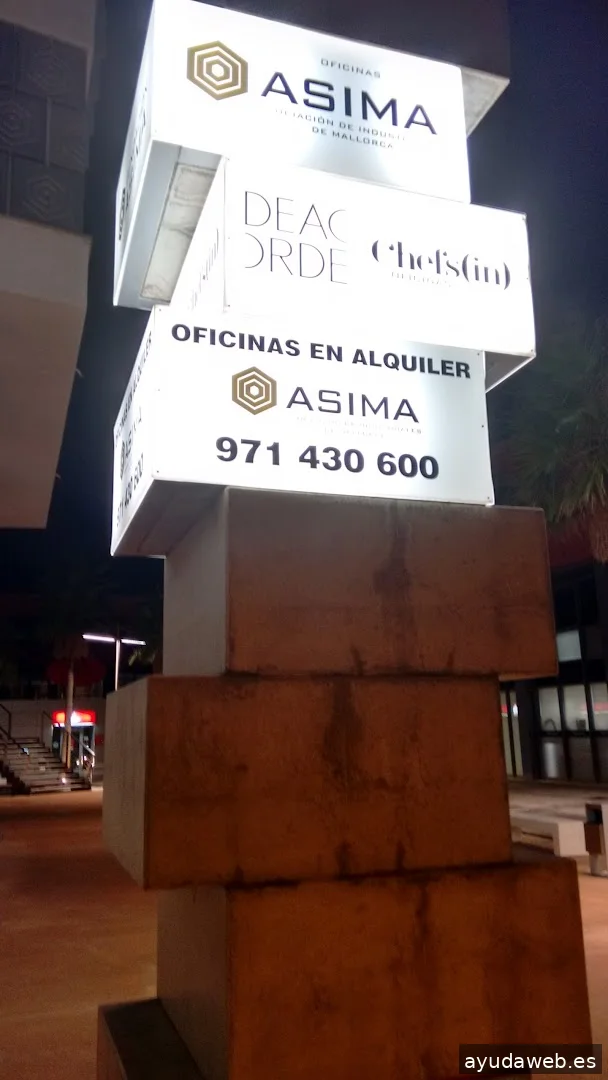 OFICINAS
ASIMA
DE MALLORCA
DEAC
ORDE
Chefs(in)
OFICINAS EN ALQUILER
ASIMA
971 430 600
ayudaweb.es